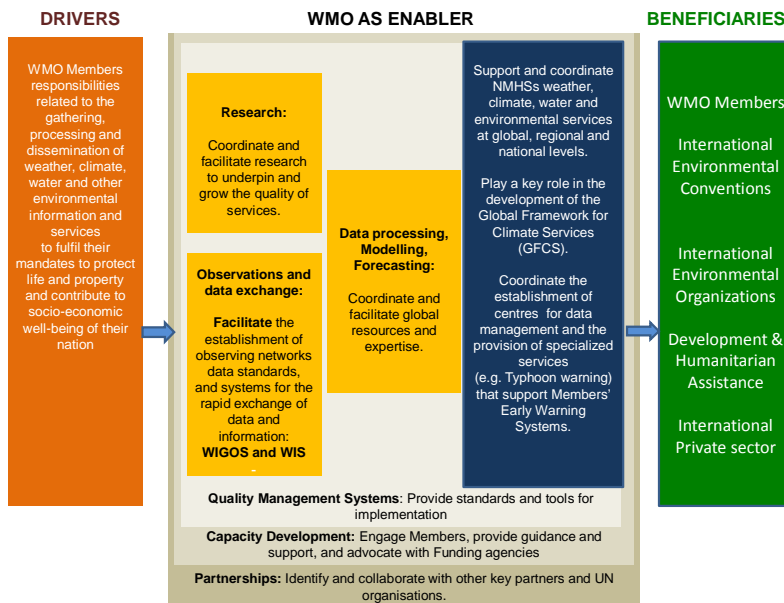 DRIVERS
WMO AS ENABLER
BENEFICIARIES
WMO Members
responsibilities
related to the
gathering,
processing and
dissemination of
weather, climate,
water and other
environmental
information and
services
to fulfil their
mandates to protect
life and property
and contribute to
socio-economic
well-being of their
nation
Research:
Coordinate and
facilitate research
to underpin and
grow the quality of
services.
Observations and
data exchange:
Facilitate the
establishment of
observing networks
data standards,
and systems for the
rapid exchange of
data and
information:
WIGOS and WIS
-
Data processing,
Modelling,
Forecasting:
Coordinate and
facilitate global
resources and
expertise.
Support and coordinate
NMHSs weather,
climate, water and
environmental services
at global, regional and
national levels.
Play a key role in the
development of the
Global Framework for
Climate Services
(GFCS).
Coordinate the
establishment of
centres for data
management and the
provision of specialized
services
(e.g. Typhoon warning)
that support Members'
Early Warning
Systems.
WMO Members
International
Environmental
Conventions
International
Environmental
Organizations
Development &
Humanitarian
Assistance
International
Private sector
Quality Management Systems: Provide standards and tools for
implementation
Capacity Development: Engage Members, provide guidance and
support, and advocate with Funding agencies
Partnerships: Identify and collaborate with other key partners and UN
organisations.